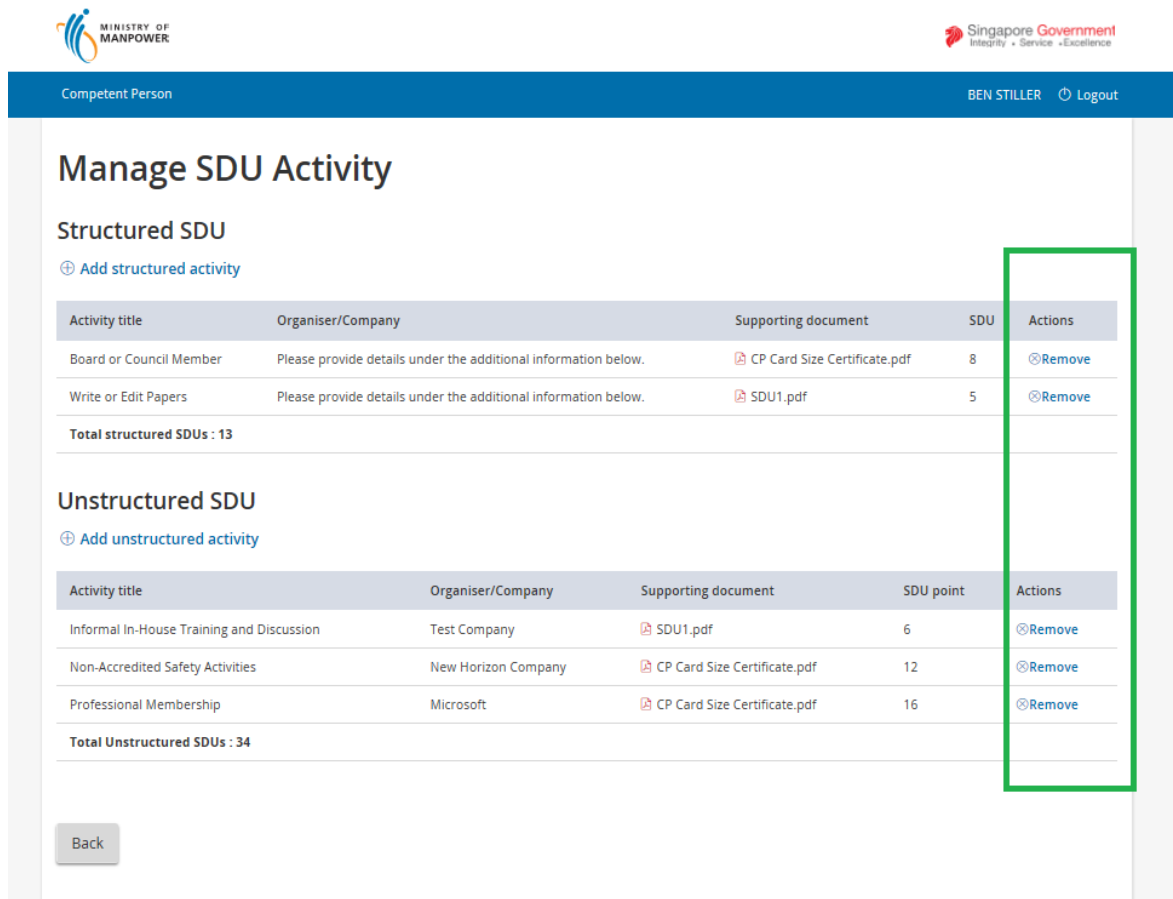 MINISTRY OF
MANPOWER
Singapore Government
Integrity • Service • Excellence
Competent Person BEN STILLER Logout
Manage SDU Activity
Structured SDU
Add structured activity
Activity title Organiser/Company Supporting document SDU Actions
Board or Council Member Please provide details under the additional information below. CP Card Size Certificate.pdf 8 Remove
Write or Edit Papers Please provide details under the additional information below. SDU1.pdf 5 Remove
Total structured SDUs : 13
Unstructured SDU
Add unstructured activity
Activity title Organiser/Company Supporting document SDU point Actions
Informal In-House Training and Discussion Test Company SDU1.pdf 6 Remove
Non-Accredited Safety Activities New Horizon Company CP Card Size Certificate.pdf 12 Remove
Professional Membership Microsoft CP Card Size Certificate.pdf 16 Remove
Total Unstructured SDUs : 34
Back